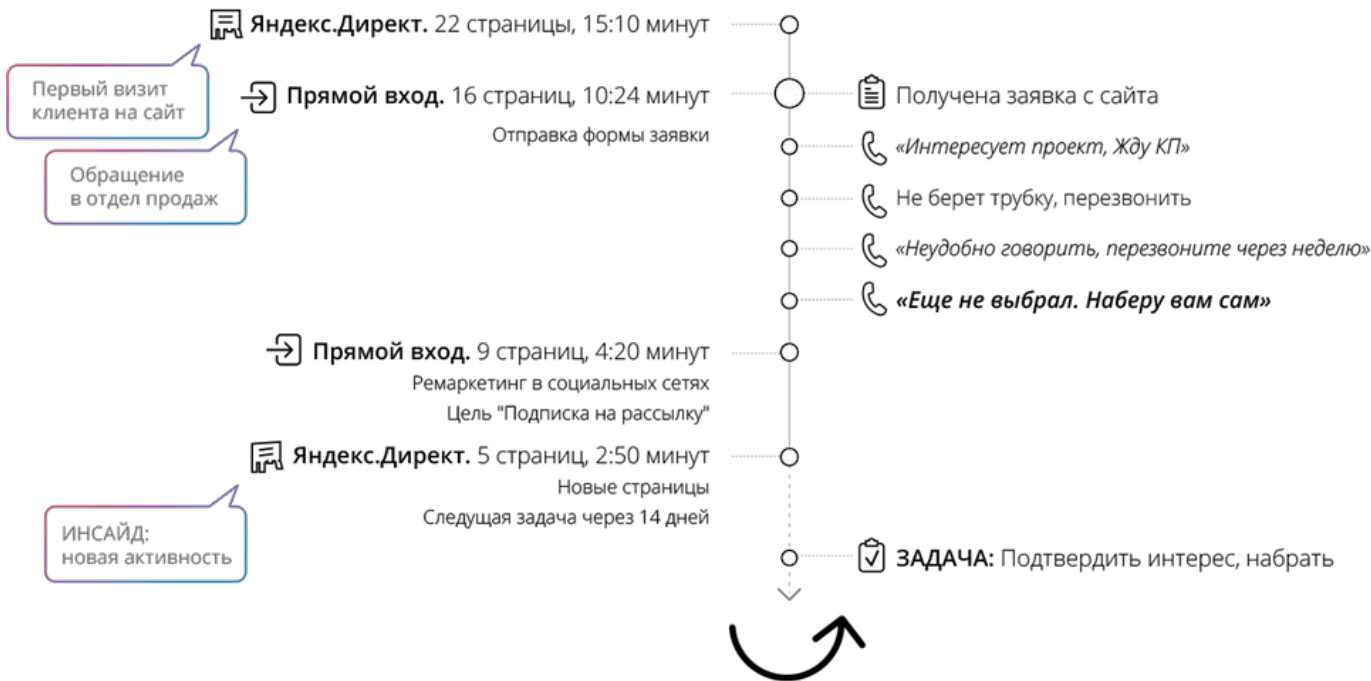 Яндекс.Директ. 22 страницы, 15:10 минут
Первый визит
клиента на сайт
Прямой вход. 16 страниц, 10:24 минут
Отправка формы заявки
Получена заявка с сайта
Обращение
в отдел продаж
«Интересует проект, Жду КП»
Не берет трубку, перезвонить
«Неудобно говорить, перезвоните через неделю»
«Еще не выбрал. Наберу вам сам»
Прямой вход. 9 страниц, 4:20 минут
Ремаркетинг в социальных сетях
Цель "Подписка на рассылку"
Яндекс.Директ. 5 страниц, 2:50 минут
Новые страницы
Следущая задача через 14 дней
ИНСАЙД:
новая активность
ЗАДАЧА: Подтвердить интерес, набрать